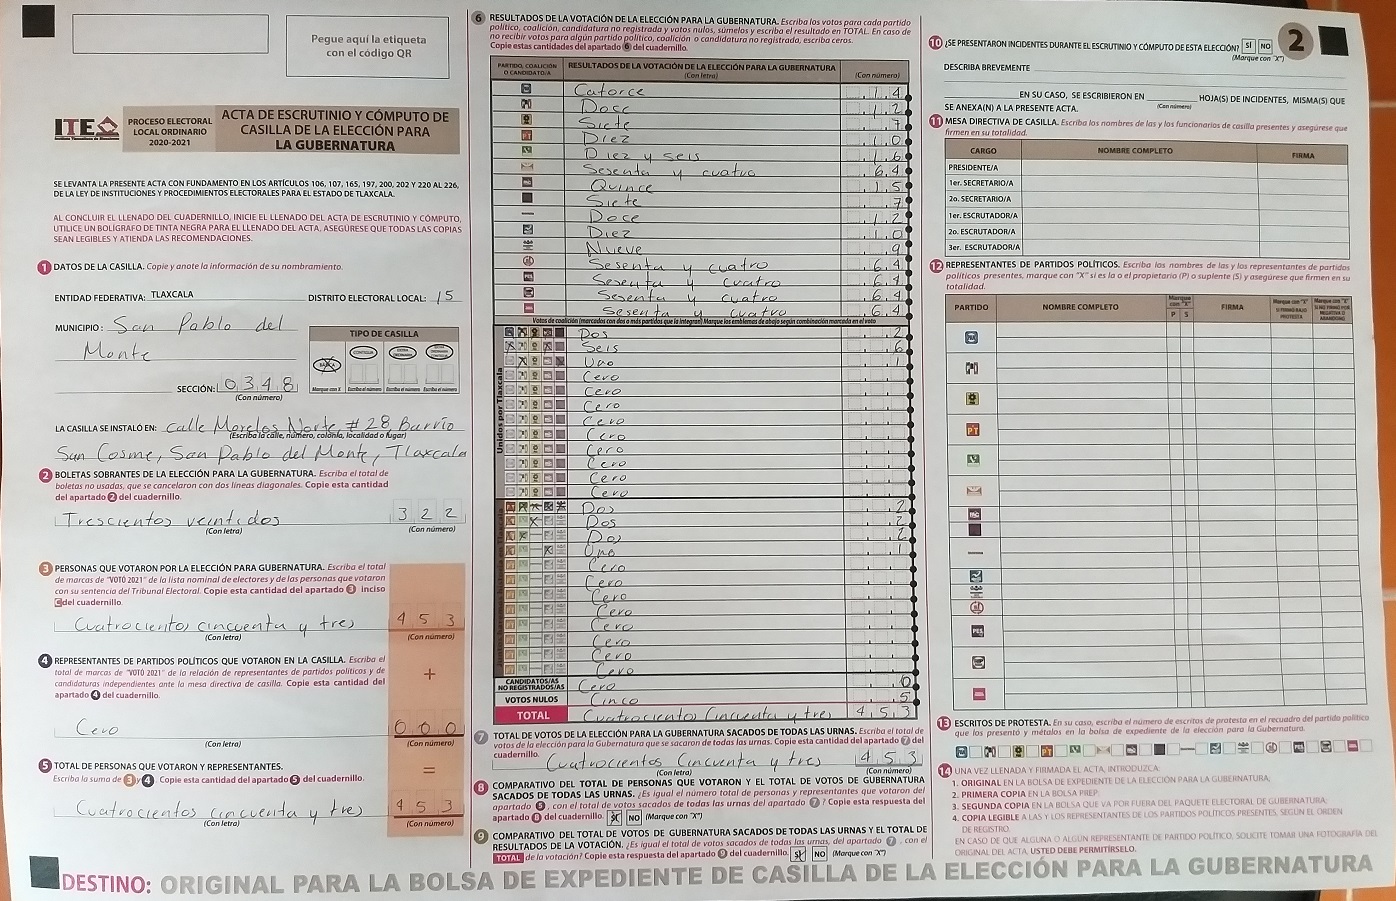 Pegue aquí la etiqueta
con el código QR
ITE
PROCESO ELECTORAL
LOCAL ORDINARIO
2020-2021
ACTA DE ESCRUTINIO Y CÓMPUTO DE
CASILLA DE LA ELECCIÓN PARA
LA GUBERNATURA
SE LEVANTA LA PRESENTE ACTA CON FUNDAMENTO EN LOS ARTÍCULOS 106, 107, 165, 197, 200, 202 Y 220 AL 226,
DE LA LEY DE INSTITUCIONES Y PROCEDIMIENTOS ELECTORALES PARA EL ESTADO DE TLAXCALA.
AL CONCLUIR EL LLENADO DEL CUADERNILLO, INICIE EL LLENADO DEL ACTA DE ESCRUTINIO Y CÓMPUTO,
UTILICE UN BOLÍGRAFO DE TINTA NEGRA PARA EL LLENADO DEL ACTA, ASEGÚRESE QUE TODAS LAS COPIAS
SEAN LEGIBLES Y ATIENDA LAS RECOMENDACIONES.
1 DATOS DE LA CASILLA. Copie y anote la información de su nombramiento.
ENTIDAD FEDERATIVA: TLAXCALA DISTRITO ELECTORAL LOCAL: 15
MUNICIPIO: San Pablo del
Monte
TIPO DE CASILLA
BÁSICA CONTIGUA
Marque con X Escriba el número Escriba el número Escriba el número
SECCIÓN: 0348
(Con número)
LA CASILLA SE INSTALÓ EN: calle Morelos Norte, #28 Barrio
(Escriba la calle, número, colonia, localidad o lugar)
San Cosme, San Pablo del Monte, Tlaxcala
2 BOLETAS SOBRANTES DE LA ELECCIÓN PARA LA GUBERNATURA. Escriba el total de
boletas no usadas, que se cancelaron con dos líneas diagonales. Copie esta cantidad
del apartado 2 del cuadernillo.
Trescientos veintidos 322
(Con letra) (Con número)
3 PERSONAS QUE VOTARON POR LA ELECCIÓN PARA GUBERNATURA. Escriba el total
de marcas de "VOTÓ 2021" de la lista nominal de electores y de las personas que votaron
con su sentencia del Tribunal Electoral. Copie esta cantidad del apartado 3 inciso
C del cuadernillo.
Cuatrocientos cincuenta y tres 453
(Con letra) (Con número)
4 REPRESENTANTES DE PARTIDOS POLÍTICOS QUE VOTARON EN LA CASILLA. Escriba el
total de marcas de "VOTÓ 2021" de la relación de representantes de partidos políticos y de
candidaturas independientes ante la mesa directiva de casilla. Copie esta cantidad del
apartado 4 del cuadernillo.
+
Cero 000
(Con letra) (Con número)
5 TOTAL DE PERSONAS QUE VOTARON Y REPRESENTANTES.
Escriba la suma de 3 y 4. Copie esta cantidad del apartado 5 del cuadernillo.
=
Cuatrocientos cincuenta y tres 453
(Con letra) (Con número)
6 RESULTADOS DE LA VOTACIÓN DE LA ELECCIÓN PARA LA GUBERNATURA. Escriba los votos para cada partido
político, coalición, candidatura no registrada y votos nulos, súmelos y escriba el resultado en TOTAL. En caso de
no recibir votos para algún partido político, coalición o candidatura no registrada, escriba ceros.
Copie estas cantidades del apartado 6 del cuadernillo.
PARTIDO, COALICIÓN
O CANDIDATO/A
RESULTADOS DE LA VOTACIÓN DE LA ELECCIÓN PARA LA GUBERNATURA
(Con letra) (Con número)
Catorce 14
Doce 12
Siete 7
PT Diez 10
Diez y seis 16
Sesenta y cuatro 64
Quince 15
Siete 7
Doce 12
Diez 10
Nueve 9
Sesenta y cuatro 64
PES Sesenta y cuatro 64
Sesenta y cuatro 64
Sesenta y cuatro 64
Votos de coalición (marcados con dos o más partidos que la integran) Marque los emblemas de abajo según combinación marcada en el voto
Unidos por Tlaxcala
Dos 2
Seis 6
Uno 1
Cero
Cero
Cero
Cero
Cero
Cero
Cero
Cero
Cero
Dos 2
Dos 2
Dos 2
Uno 1
Cero
Cero
Cero
Cero
Cero
Cero
Cero
Cero
CANDIDATOS/AS
NO REGISTRADOS/AS Cero 0
VOTOS NULOS Cinco 5
TOTAL Cuatrocientos Cincuenta y tres 453
7 TOTAL DE VOTOS DE LA ELECCIÓN PARA LA GUBERNATURA SACADOS DE TODAS LAS URNAS. Escriba el total de
votos de la elección para la Gubernatura que se sacaron de todas las urnas. Copie esta cantidad del apartado 7 del
cuadernillo.
Cuatrocientos Cincuenta y tres 453
(Con letra) (Con número)
8 COMPARATIVO DEL TOTAL DE PERSONAS QUE VOTARON Y EL TOTAL DE VOTOS DE GUBERNATURA
SACADOS DE TODAS LAS URNAS. ¿Es igual el número total de personas y representantes que votaron del
apartado 5, con el total de votos sacados de todas las urnas del apartado 7? Copie esta respuesta del
apartado 8 del cuadernillo. SÍ NO (Marque con "X")
9 COMPARATIVO DEL TOTAL DE VOTOS DE GUBERNATURA SACADOS DE TODAS LAS URNAS Y EL TOTAL DE
RESULTADOS DE LA VOTACIÓN. ¿Es igual el total de votos sacados de todas las urnas, del apartado 7, con el
TOTAL de la votación? Copie esta respuesta del apartado 9 del cuadernillo. SÍ NO (Marque con "X")
10 ¿SE PRESENTARON INCIDENTES DURANTE EL ESCRUTINIO Y CÓMPUTO DE ESTA ELECCIÓN? SÍ NO
(Marque con "X")
2
DESCRIBA BREVEMENTE
EN SU CASO, SE ESCRIBIERON EN HOJA(S) DE INCIDENTES, MISMA(S) QUE
(Con número)
SE ANEXA(N) A LA PRESENTE ACTA.
11 MESA DIRECTIVA DE CASILLA. Escriba los nombres de las y los funcionarios de casilla presentes y asegúrese que
firmen en su totalidad.
CARGO NOMBRE COMPLETO FIRMA
PRESIDENTE/A
1er. SECRETARIO/A
2o. SECRETARIO/A
1er. ESCRUTADOR/A
2o. ESCRUTADOR/A
3er. ESCRUTADOR/A
12 REPRESENTANTES DE PARTIDOS POLÍTICOS. Escriba los nombres de las y los representantes de partidos
políticos presentes, marque con "X" si es la o el propietario (P) o suplente (S) y asegúrese que firmen en su
totalidad.
PARTIDO NOMBRE COMPLETO Marque con "X" P S FIRMA
PT
PES
13 ESCRITOS DE PROTESTA. En su caso, escriba el número de escritos de protesta en el recuadro del partido político
que los presentó y métalos en la bolsa de expediente de la elección para la Gubernatura.
14 UNA VEZ LLENADA Y FIRMADA EL ACTA, INTRODUZCA:
1. ORIGINAL EN LA BOLSA DE EXPEDIENTE DE LA ELECCIÓN PARA LA GUBERNATURA;
2. PRIMERA COPIA EN LA BOLSA PREP;
3. SEGUNDA COPIA EN LA BOLSA QUE VA POR FUERA DEL PAQUETE ELECTORAL DE GUBERNATURA;
4. COPIA LEGIBLE A LAS Y LOS REPRESENTANTES DE LOS PARTIDOS POLÍTICOS PRESENTES, SEGÚN EL ORDEN
DE REGISTRO.
EN CASO DE QUE ALGUNA O ALGÚN REPRESENTANTE DE PARTIDO POLÍTICO, SOLICITE TOMAR UNA FOTOGRAFÍA DEL
ORIGINAL DEL ACTA, USTED DEBE PERMITÍRSELO.
DESTINO: ORIGINAL PARA LA BOLSA DE EXPEDIENTE DE CASILLA DE LA ELECCIÓN PARA LA GUBERNATURA